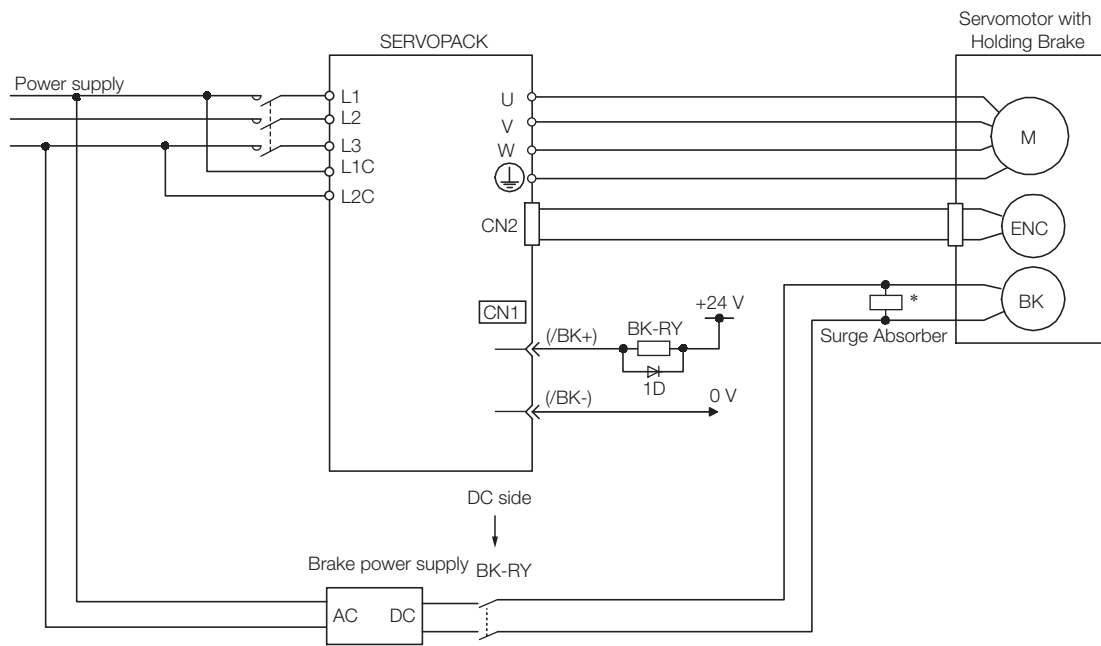 Servomotor with
Holding Brake
SERVOPACK
Power supply
L1
U
L2
V
M
L3
W
L1C
L2C
CN2
ENC
CN1
+24 V
BK
*
(/BK+)
BK-RY
Surge Absorber
1D
(/BK-)
0 V
DC side
Brake power supply
BK-RY
AC
DC